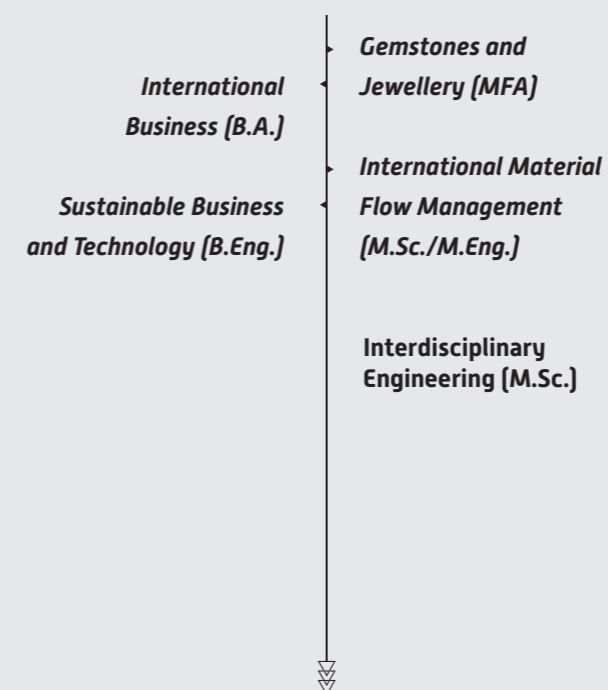 Gemstones and
Jewellery (MFA)
International
Business (B.A.)
International Material
Flow Management
(M.Sc./M.Eng.)
Sustainable Business
and Technology (B.Eng.)
Interdisciplinary
Engineering (M.Sc.)